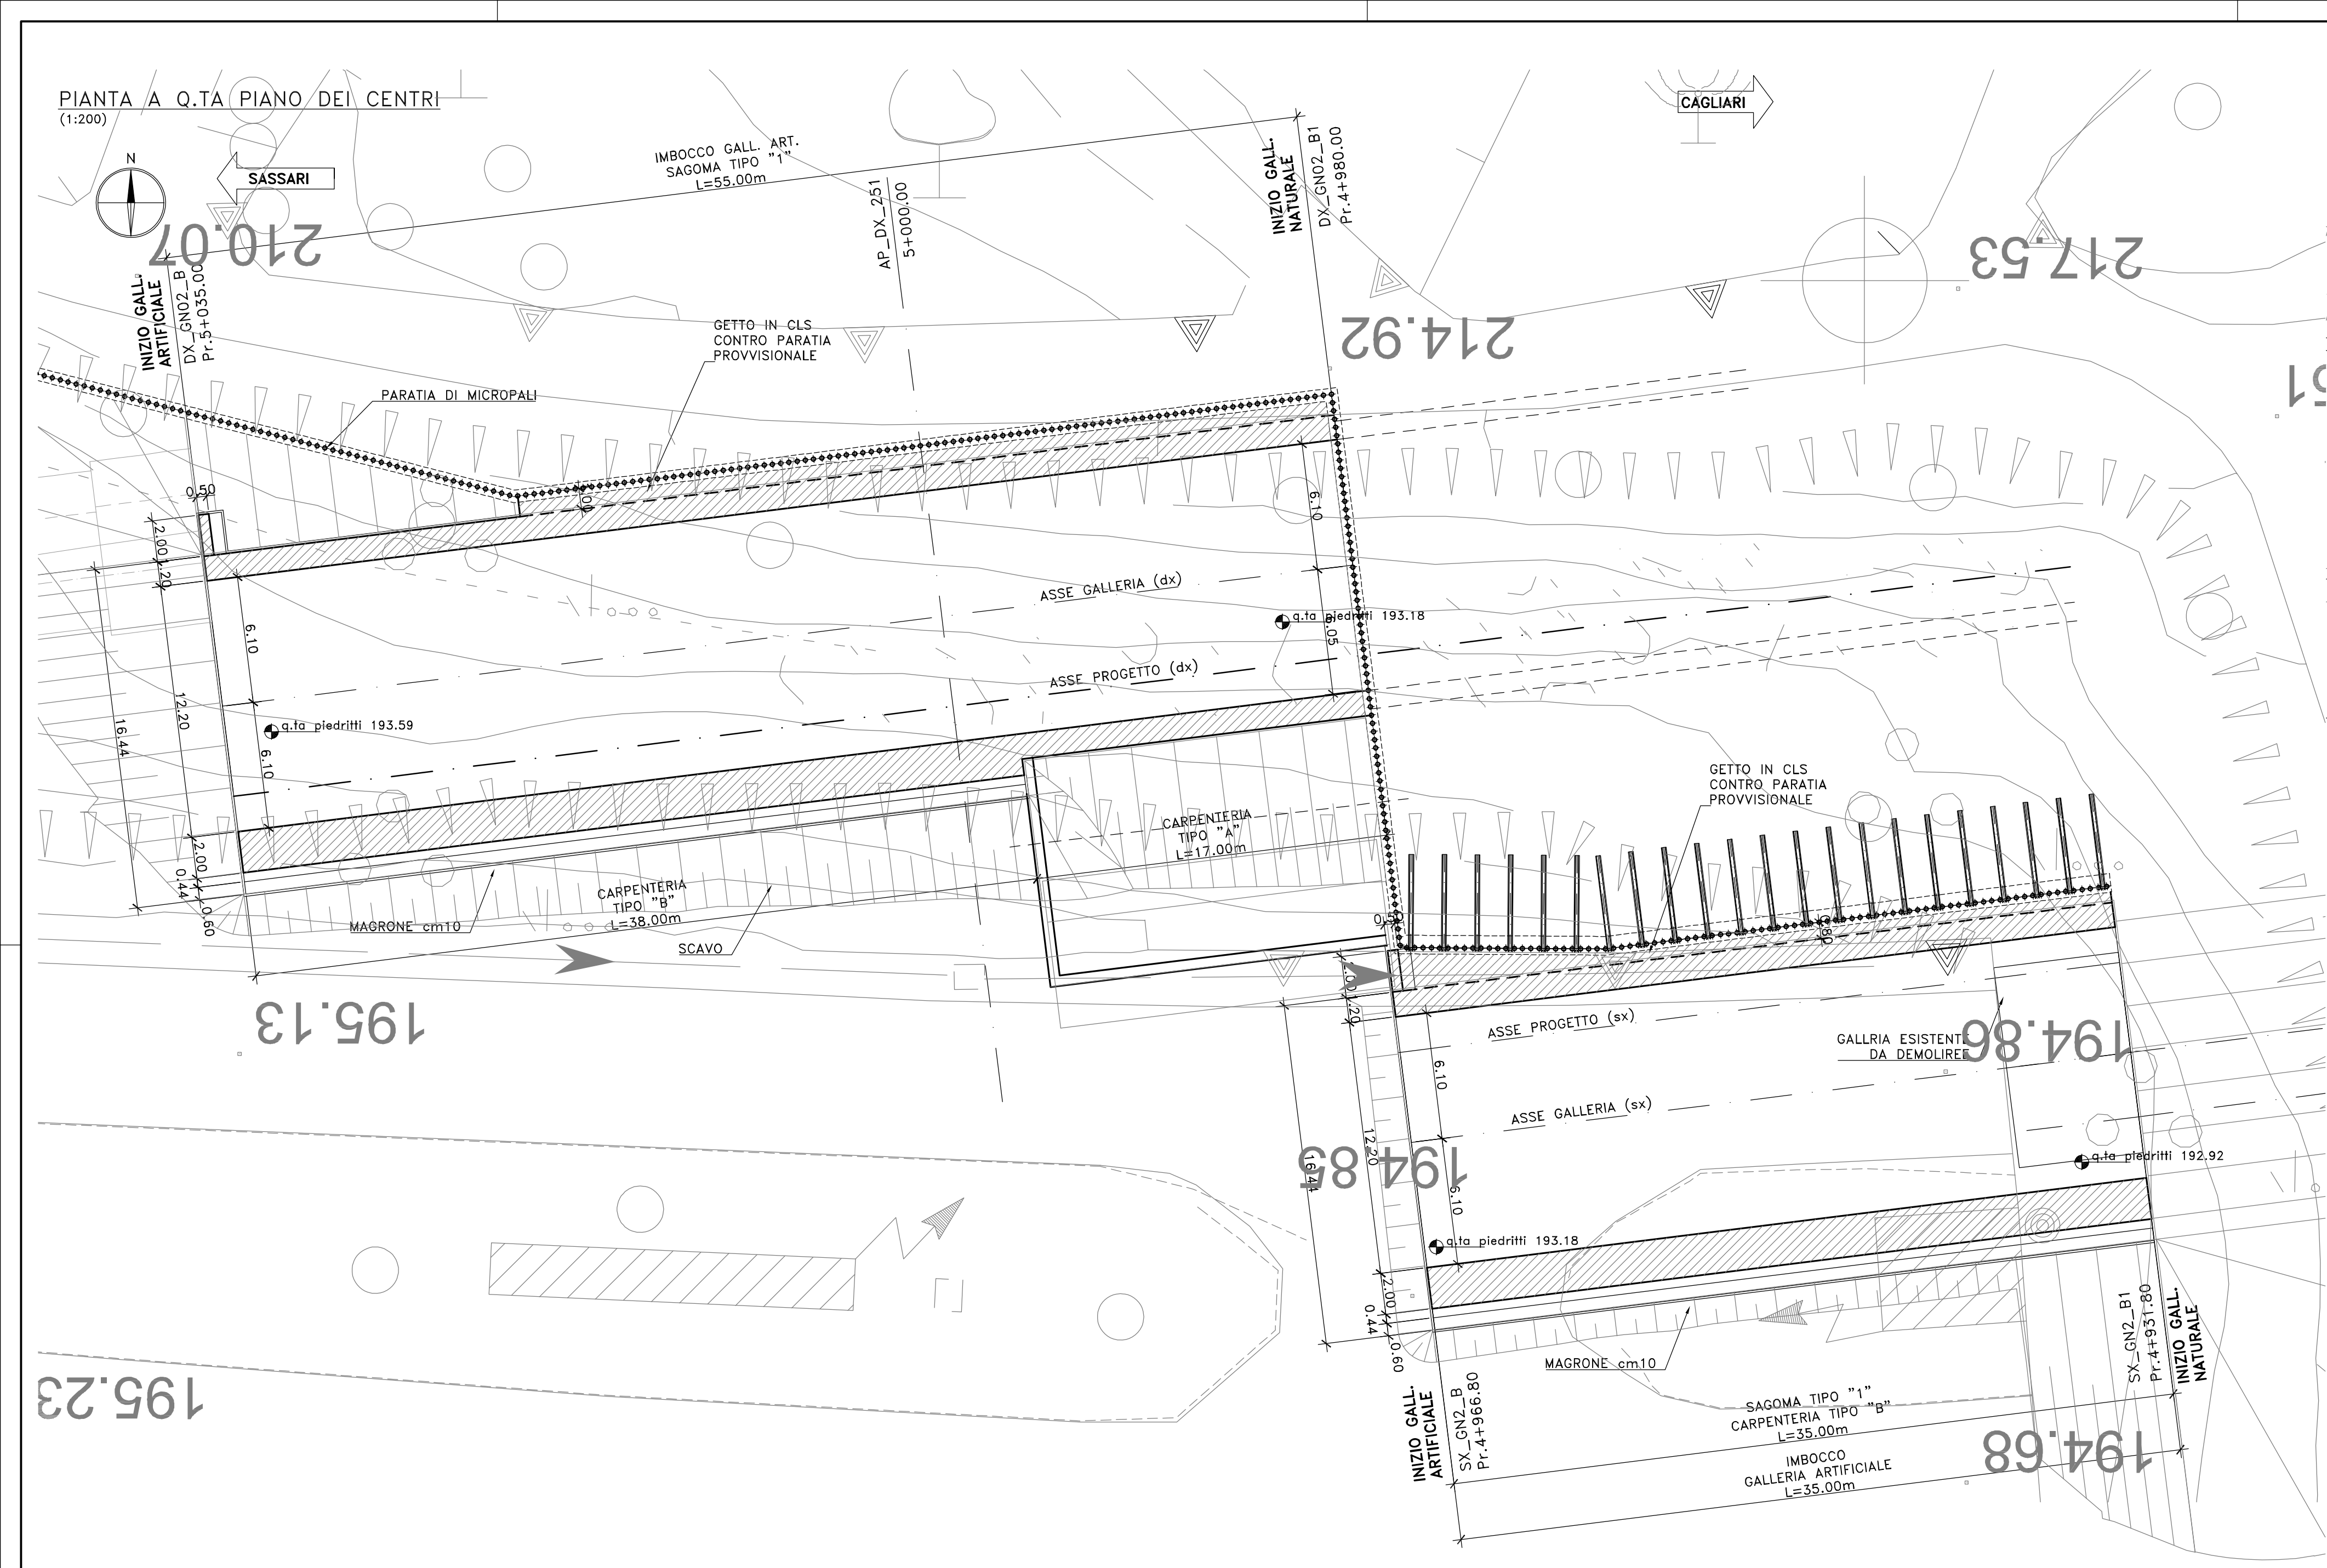 PIANTA A Q.TA PIANO DEI CENTRI
(1:200)
N
SASSARI
CAGLIARI
IMBOCCO GALL. ART.
SAGOMA TIPO "1"
L=55.00m
INIZIO GALL.
NATURALE
DX_GN02_B1
Pr.4+980.00
AP_DX_251
5+000.00
210.07
217.53
214.92
INIZIO GALL.
ARTIFICIALE
DX_GN02_B
Pr.5+035.00
GETTO IN CLS
CONTRO PARATIA
PROVVISIONALE
PARATIA DI MICROPALI
0.50
2.00
.20
6.10
12.20
16.44
6.10
2.00
0.44
0.60
6.10
6.05
ASSE GALLERIA (dx)
q.ta piedritti 193.18
ASSE PROGETTO (dx)
q.ta piedritti 193.59
GETTO IN CLS
CONTRO PARATIA
PROVVISIONALE
CARPENTERIA
TIPO "A"
L=17.00m
CARPENTERIA
TIPO "B"
L=38.00m
MAGRONE cm10
SCAVO
0.50
195.13
.20
ASSE PROGETTO (sx)
GALLRIA ESISTENTE
DA DEMOLIREE
194.86
6.10
ASSE GALLERIA (sx)
12.20
16.44
194.85
6.10
q.ta piedritti 192.92
q.ta piedritti 193.18
2.00
0.44
0.60
MAGRONE cm10
195.23
INIZIO GALL.
ARTIFICIALE
SX_GN2_B
Pr.4+966.80
SX_GN2_B1
Pr.4+931.80
INIZIO GALL.
NATURALE
SAGOMA TIPO "1"
CARPENTERIA TIPO "B"
L=35.00m
194.68
IMBOCCO
GALLERIA ARTIFICIALE
L=35.00m